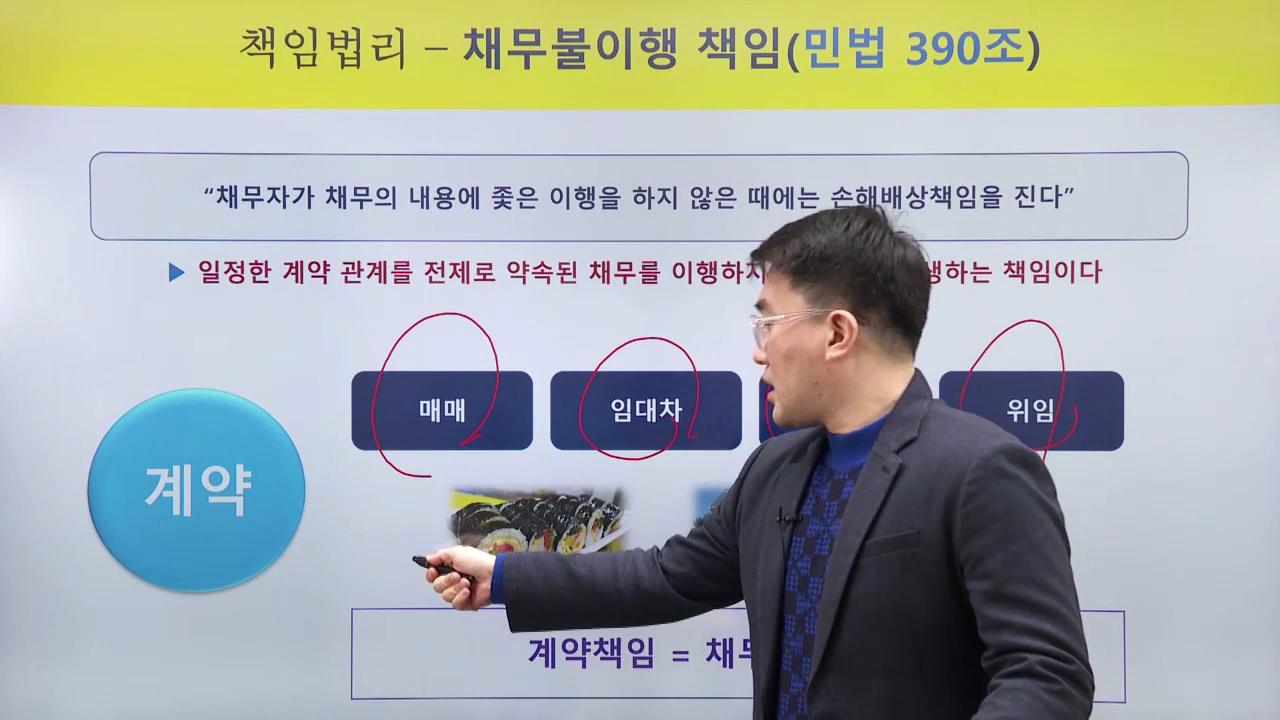 책임법리 – 채무불이행 책임(민법 390조)
“채무자가 채무의 내용에 좇은 이행을 하지 않은 때에는 손해배상책임을 진다”
▶ 일정한 계약 관계를 전제로 약속된 채무를 이행하지 하는 책임이다
매매 임대차 위임
계약
계약책임 =